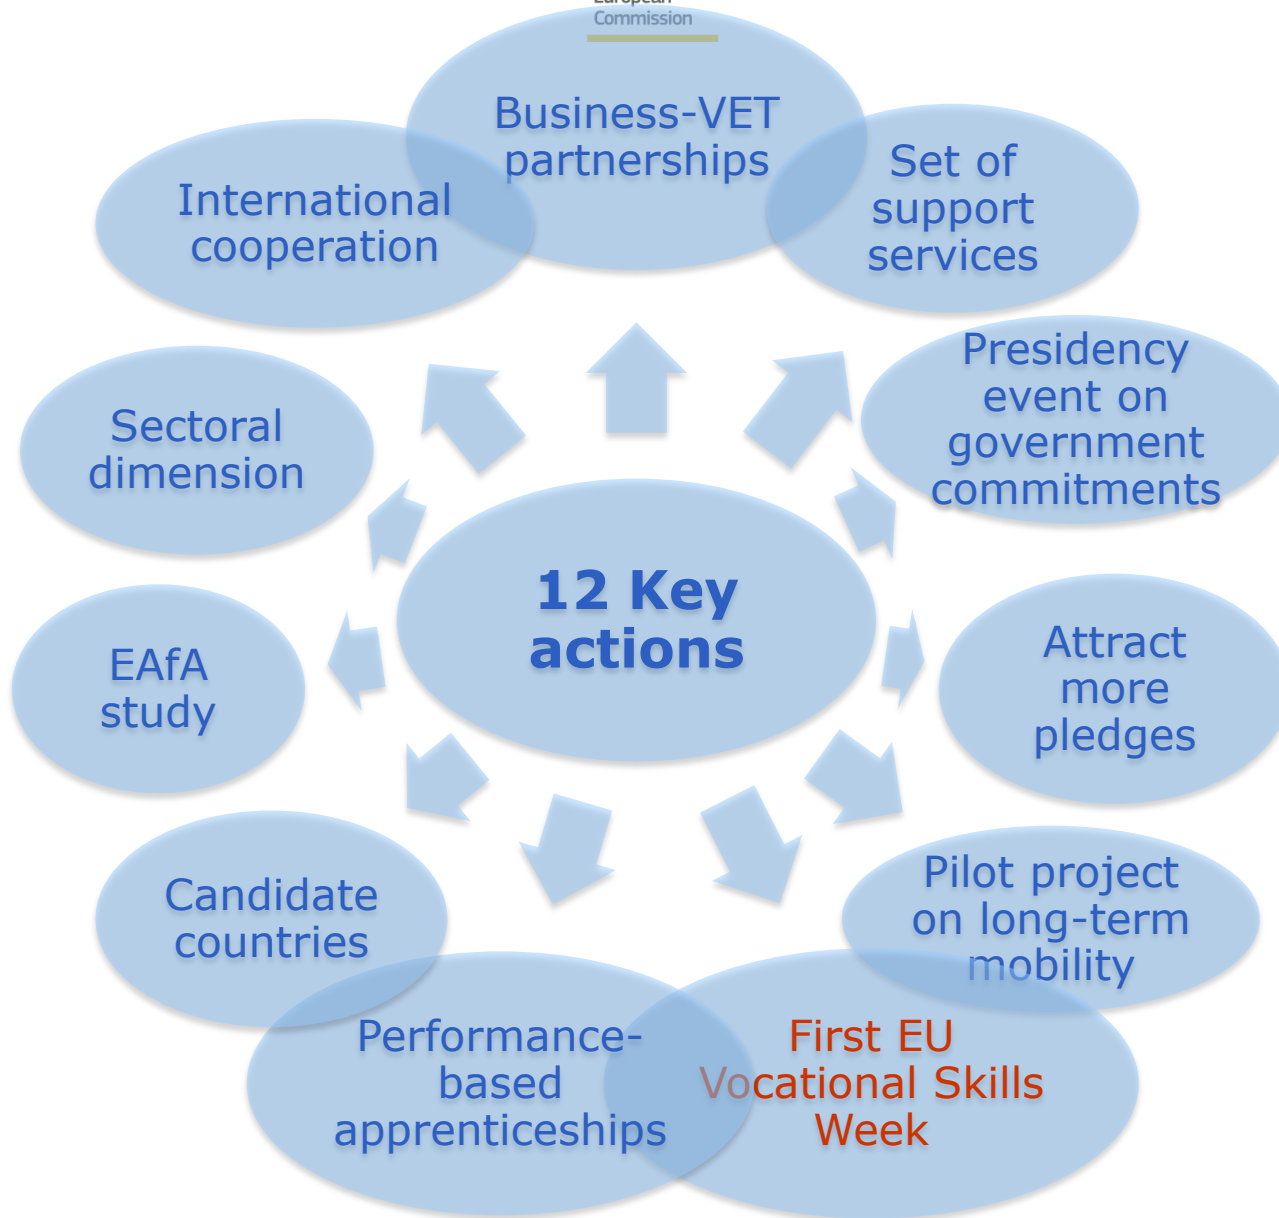 European
Commission
Business-VET
partnerships
Set of
support
services
International
cooperation
Presidency
event on
government
commitments
Sectoral
dimension
12 Key
actions
Attract
more
pledges
EAfA
study
Pilot project
on long-term
mobility
Candidate
countries
First EU
Vocational Skills
Week
Performance-
based
apprenticeships